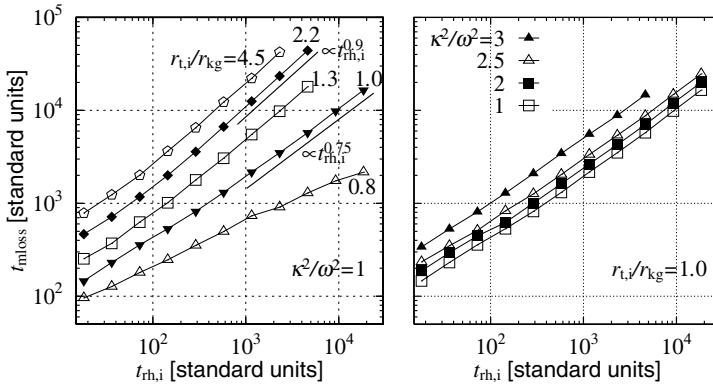 t_mloss [standard units]
10^5
10^4
10^3
10^2
r_t,i/r_kg=4.5
2.2
∝t_rh,i^0.9
1.3
1.0
∝t_rh,i^0.75
0.8
κ²/ω²=1
10^2 10^3 10^4
t_rh,i [standard units]
κ²/ω²=3
2.5
2
1
r_t,i/r_kg=1.0
10^2 10^3 10^4
t_rh,i [standard units]